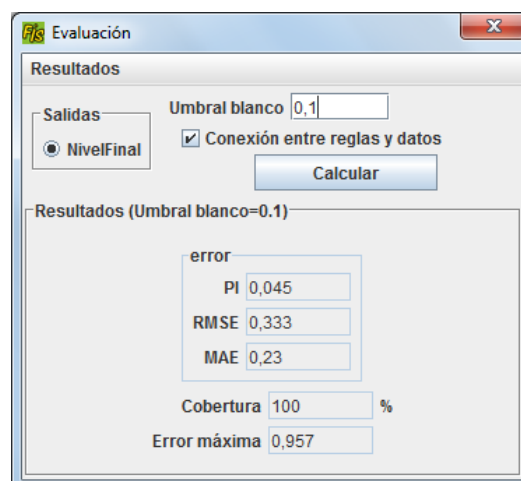 Fis Evaluación
Resultados
Salidas
NivelFinal
Umbral blanco 0,1
Conexión entre reglas y datos
Calcular
Resultados (Umbral blanco=0.1)
error
PI 0,045
RMSE 0,333
MAE 0,23
Cobertura 100 %
Error máxima 0,957